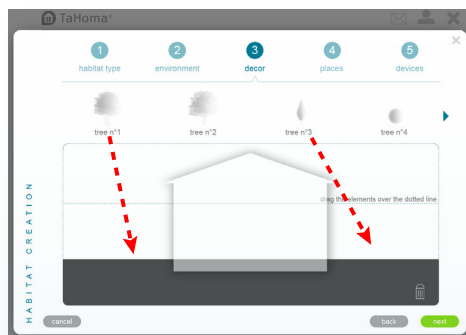 TaHoma®
1 2 3 4 5
habitat type environment decor places devices
tree n°1 tree n°2 tree n°3 tree n°4
drag the elements over the dotted line
HABITAT CREATION
cancel back next